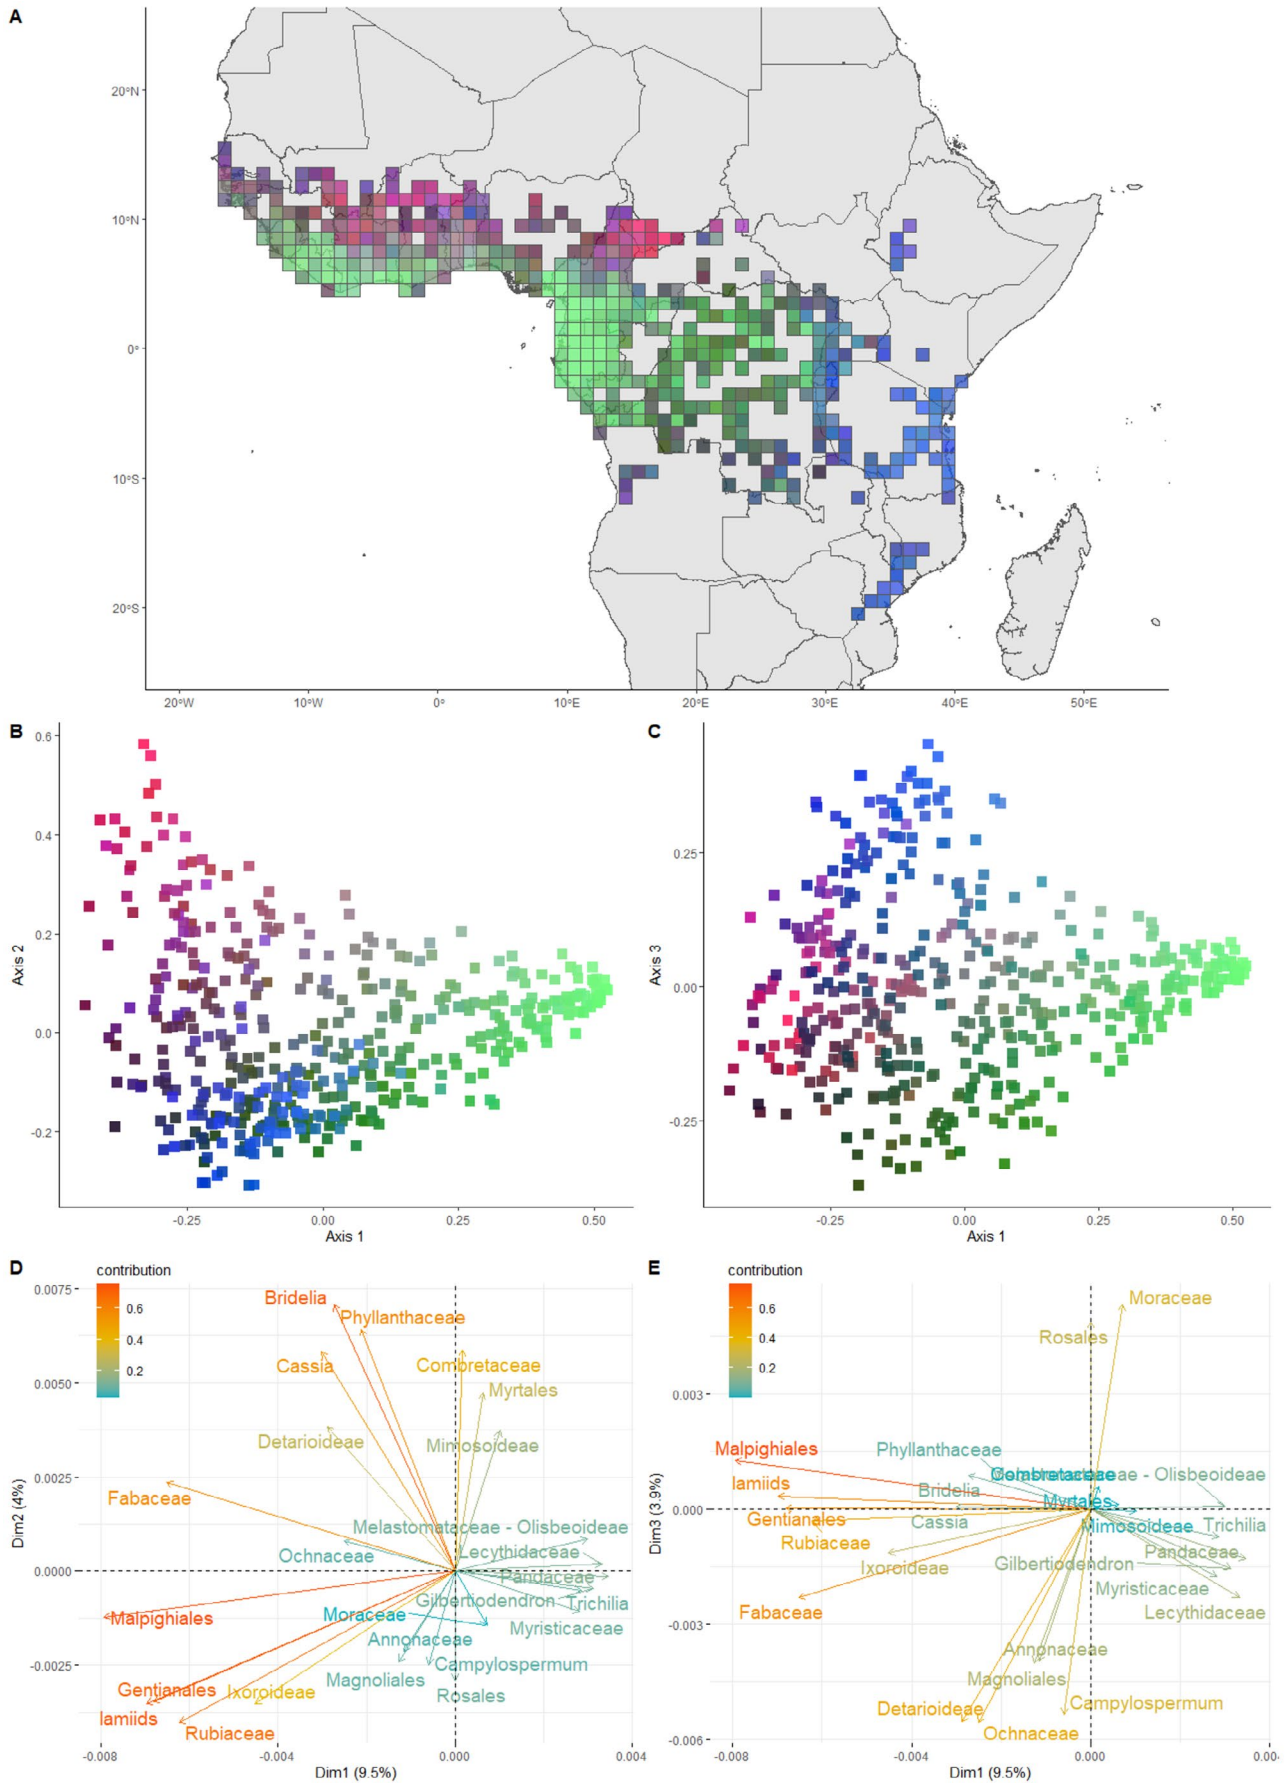 A
20°N
10°N
0°
10°S
20°S
20°W
10°W
0°
10°E
20°E
30°E
40°E
50°E
B
0.6
0.4
0.2
0.0
-0.2
Axis 2
-0.25
0.00
0.25
0.50
Axis 1
C
0.25
0.00
-0.25
Axis 3
-0.25
0.00
0.25
0.50
Axis 1
D
contribution
0.6
0.4
0.2
0.0075
0.0050
0.0025
0.0000
-0.0025
Dim2 (4%)
Bridelia
Phyllanthaceae
Cassia
Combretaceae
Myrtales
Detarioideae
Mimosoideae
Fabaceae
Melastomataceae - Olisbeoideae
Ochnaceae
Lecythidaceae
Pandaceae
Gilbertiodendron
Trichilia
Malpighiales
Moraceae
Myristicaceae
Annonaceae
Campylospermum
Magnoliales
Gentianales
Ixoroideae
Rosales
lamiids
Rubiaceae
-0.008
-0.004
0.000
0.004
Dim1 (9.5%)
E
contribution
0.6
0.4
0.2
0.003
0.000
-0.003
-0.006
Dim3 (3.9%)
Moraceae
Rosales
Malpighiales
Phyllanthaceae
Combretaceae
- Olisbeoideae
lamiids
Bridelia
Myrtales
Gentianales
Cassia
Mimosoideae
Trichilia
Rubiaceae
Pandaceae
Ixoroideae
Gilbertiodendron
Myristicaceae
Fabaceae
Lecythidaceae
Annonaceae
Magnoliales
Detarioideae
Campylospermum
Ochnaceae
-0.008
-0.004
0.000
0.00
Dim1 (9.5%)